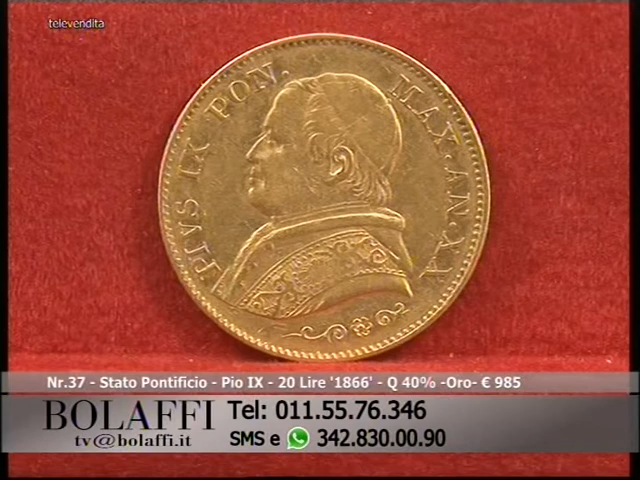 televendita
PIVS IX PON. MAX. AN. XX
Nr.37 - Stato Pontificio - Pio IX - 20 Lire '1866' - Q 40% -Oro- € 985
BOLAFFI
tv@bolaffi.it
Tel: 011.55.76.346
SMS e 342.830.00.90